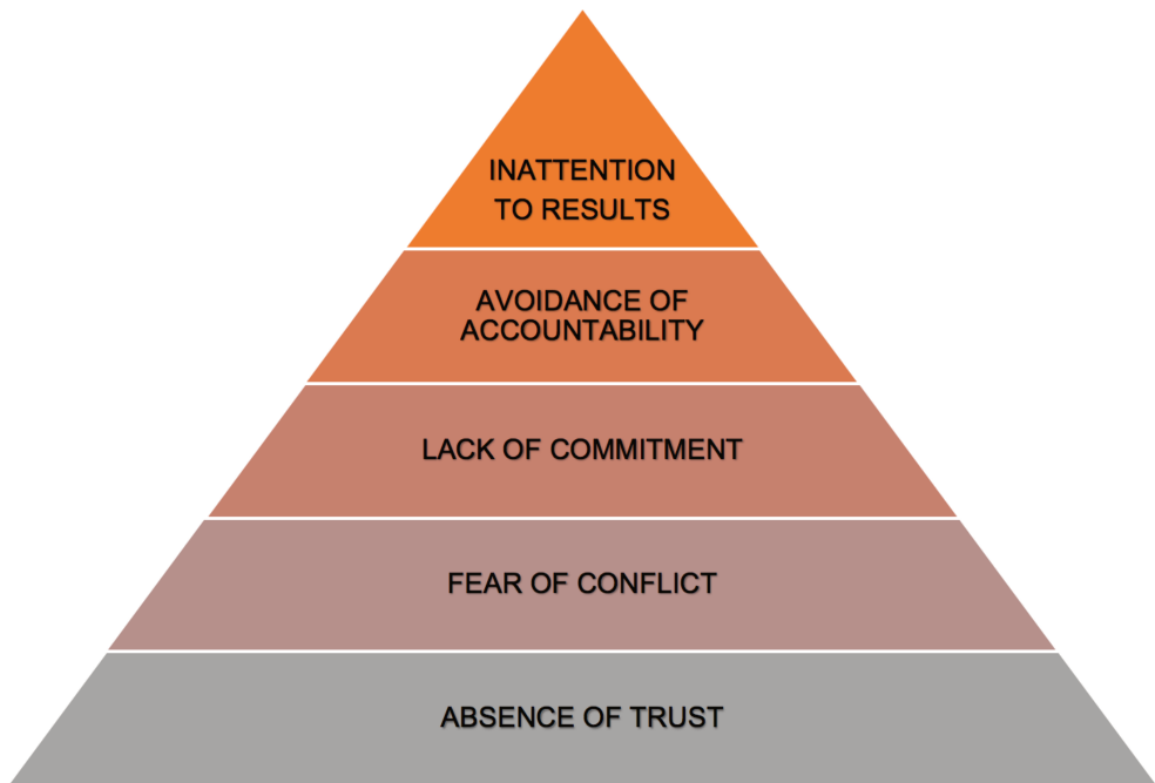 INATTENTION
TO RESULTS
AVOIDANCE OF
ACCOUNTABILITY
LACK OF COMMITMENT
FEAR OF CONFLICT
ABSENCE OF TRUST